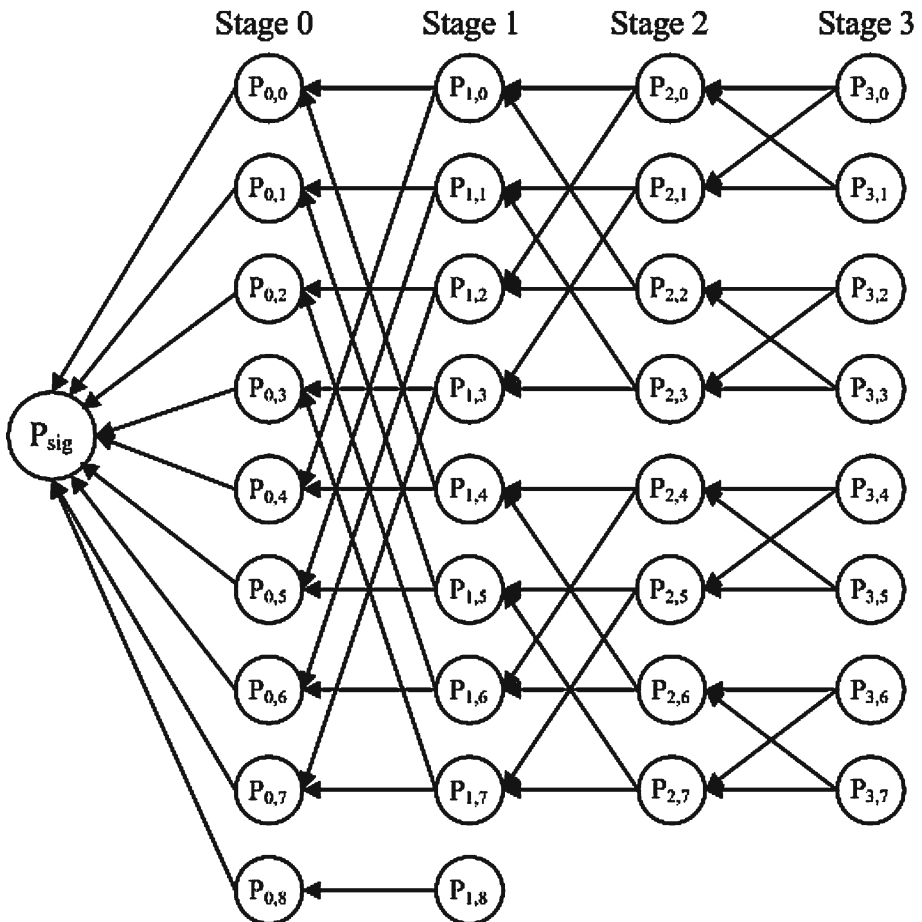 Stage 0 Stage 1 Stage 2 Stage 3
P0,0 P1,0 P2,0 P3,0
P0,1 P1,1 P2,1 P3,1
P0,2 P1,2 P2,2 P3,2
P0,3 P1,3 P2,3 P3,3
Psig
P0,4 P1,4 P2,4 P3,4
P0,5 P1,5 P2,5 P3,5
P0,6 P1,6 P2,6 P3,6
P0,7 P1,7 P2,7 P3,7
P0,8 P1,8